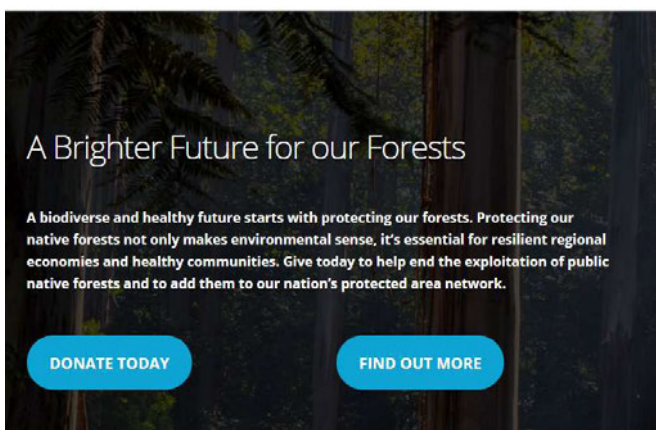 A Brighter Future for our Forests
A biodiverse and healthy future starts with protecting our forests. Protecting our
native forests not only makes environmental sense, it's essential for resilient regional
economies and healthy communities. Give today to help end the exploitation of public
native forests and to add them to our nation's protected area network.
DONATE TODAY
FIND OUT MORE